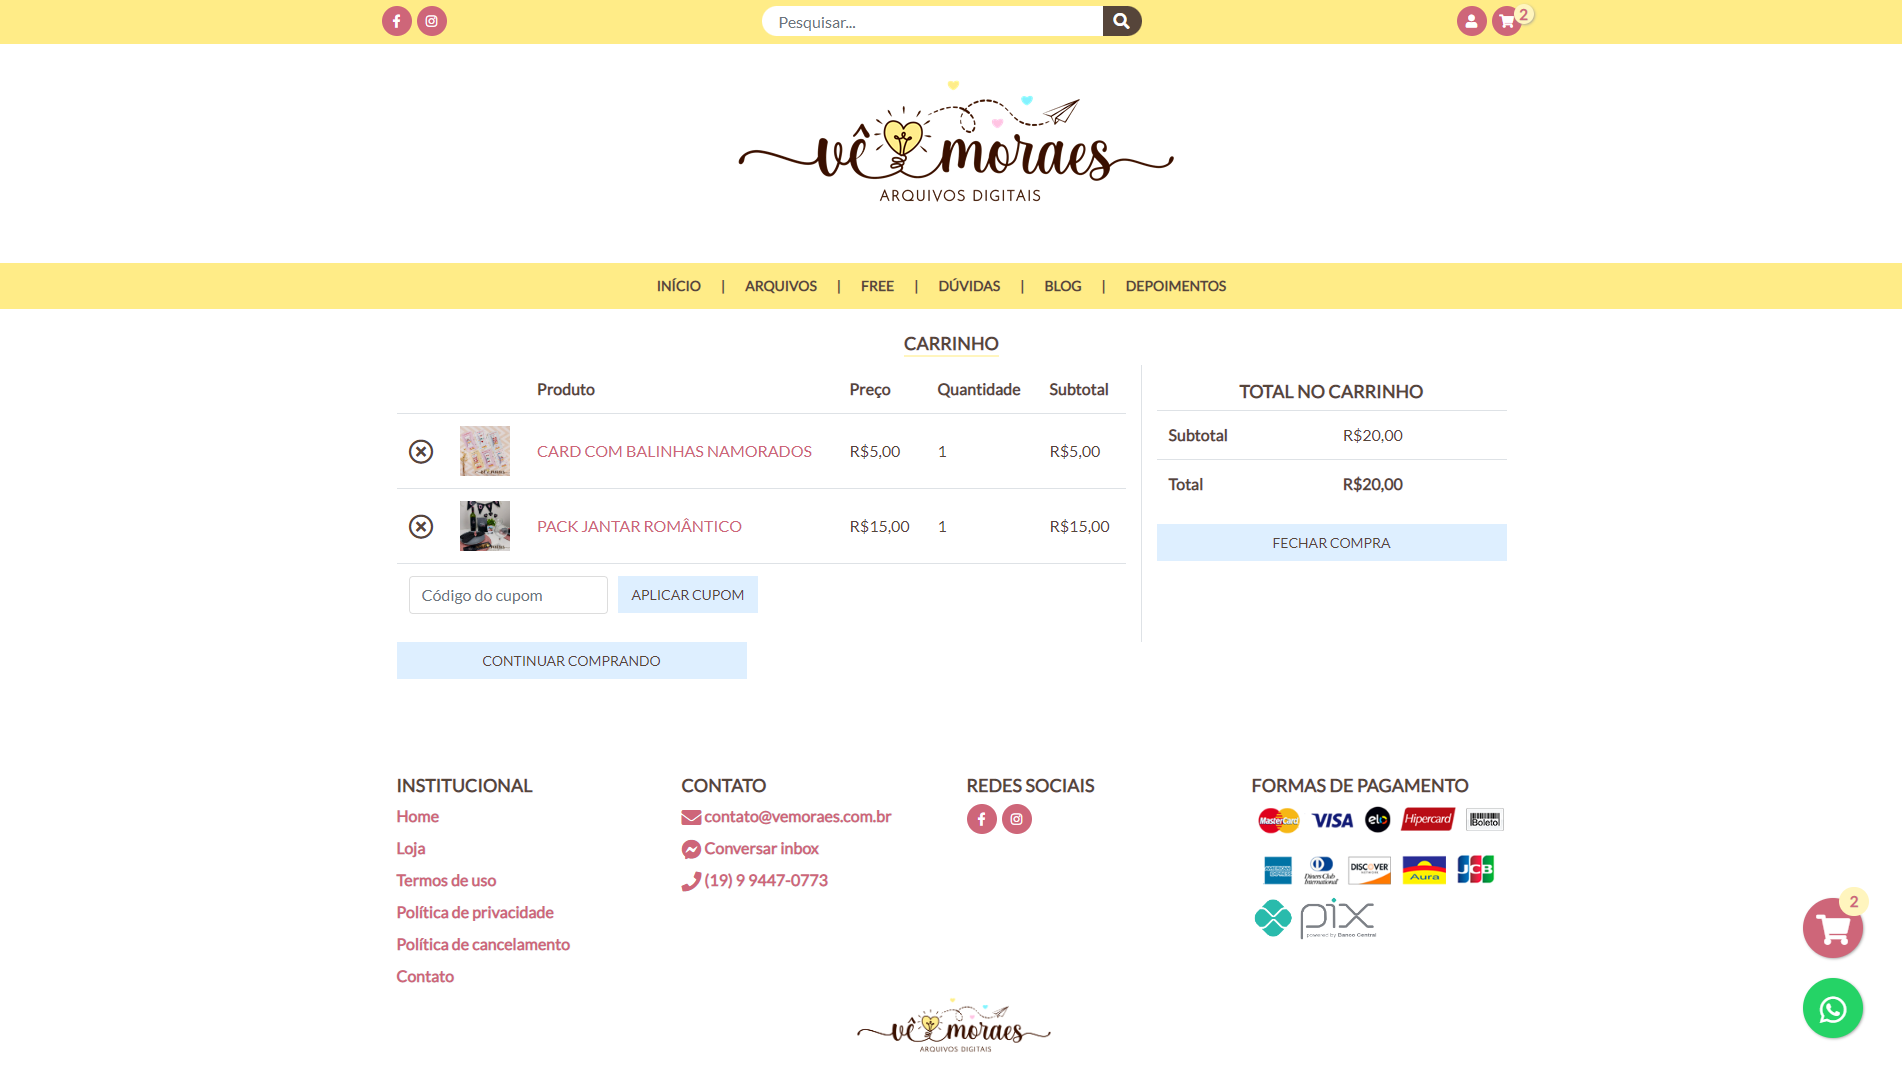 Pesquisar...
2
vê moraes
ARQUIVOS DIGITAIS
INÍCIO | ARQUIVOS | FREE | DÚVIDAS | BLOG | DEPOIMENTOS
CARRINHO
Produto Preço Quantidade Subtotal
CARD COM BALINHAS NAMORADOS R$5,00 1 R$5,00
PACK JANTAR ROMÂNTICO R$15,00 1 R$15,00
Código do cupom APLICAR CUPOM
CONTINUAR COMPRANDO
TOTAL NO CARRINHO
Subtotal R$20,00
Total R$20,00
FECHAR COMPRA
INSTITUCIONAL
Home
Loja
Termos de uso
Política de privacidade
Política de cancelamento
Contato
CONTATO
contato@vemoraes.com.br
Conversar inbox
(19) 9 9447-0773
REDES SOCIAIS
FORMAS DE PAGAMENTO
MasterCard VISA elo Hipercard Boleto
AMERICAN EXPRESS Diners Club International DISCOVER NETWORK Aura JCB
pix
powered by Banco Central
2
vê moraes
ARQUIVOS DIGITAIS